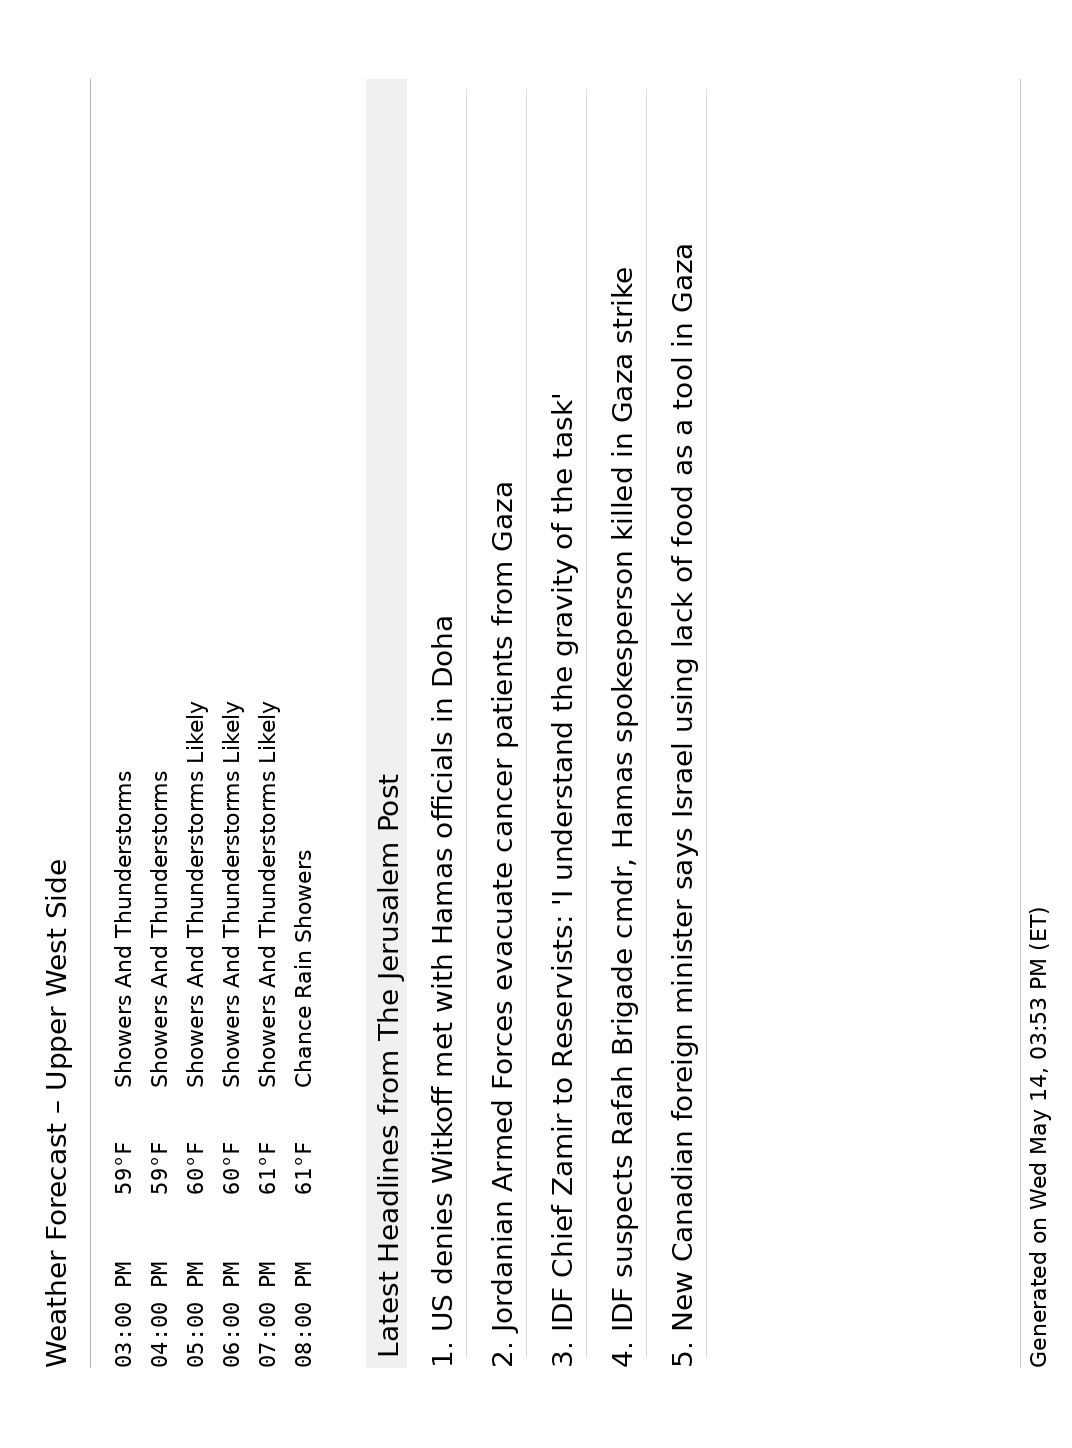 Weather Forecast – Upper West Side
03:00 PM 59°F Showers And Thunderstorms
04:00 PM 59°F Showers And Thunderstorms
05:00 PM 60°F Showers And Thunderstorms Likely
06:00 PM 60°F Showers And Thunderstorms Likely
07:00 PM 61°F Showers And Thunderstorms Likely
08:00 PM 61°F Chance Rain Showers
Latest Headlines from The Jerusalem Post
1. US denies Witkoff met with Hamas officials in Doha
2. Jordanian Armed Forces evacuate cancer patients from Gaza
3. IDF Chief Zamir to Reservists: 'I understand the gravity of the task'
4. IDF suspects Rafah Brigade cmdr, Hamas spokesperson killed in Gaza strike
5. New Canadian foreign minister says Israel using lack of food as a tool in Gaza
Generated on Wed May 14, 03:53 PM (ET)